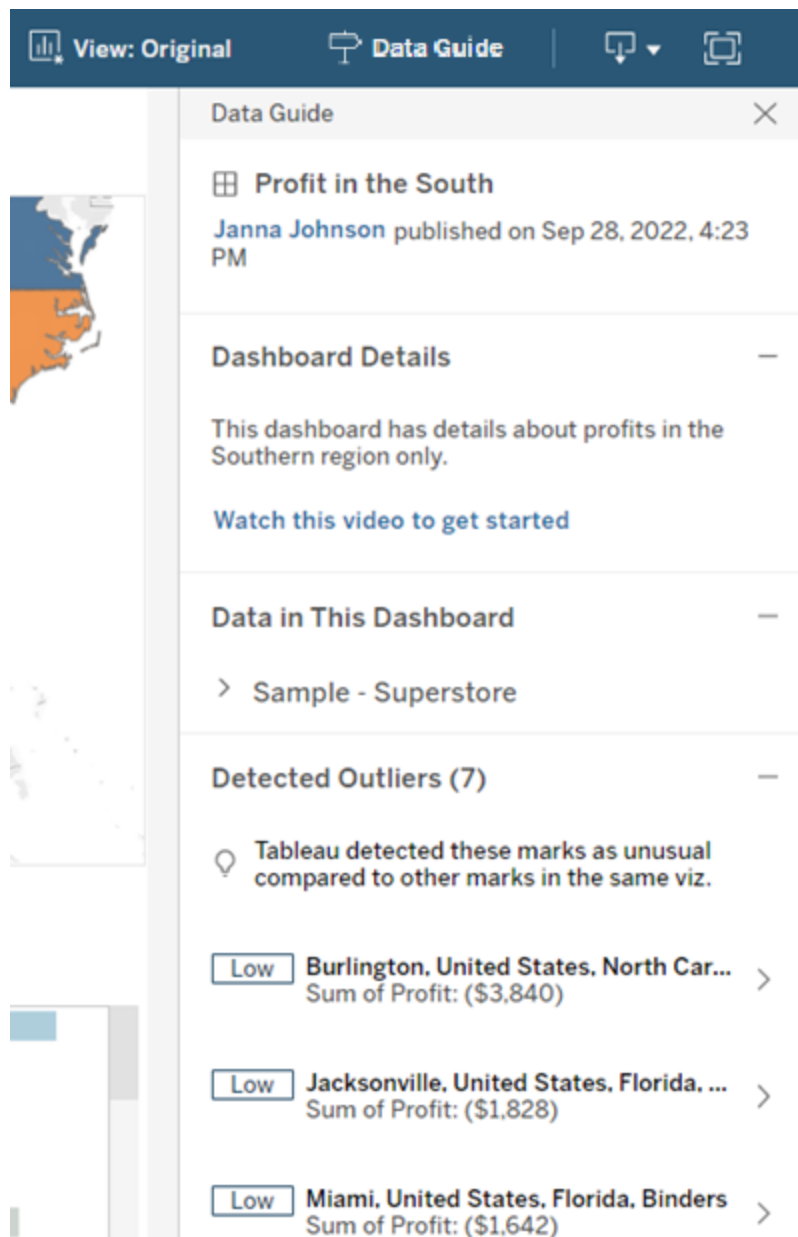 View: Original
Data Guide
Data Guide
Profit in the South
Janna Johnson published on Sep 28, 2022, 4:23
PM
Dashboard Details
This dashboard has details about profits in the
Southern region only.
Watch this video to get started
Data in This Dashboard
Sample - Superstore
Detected Outliers (7)
Tableau detected these marks as unusual
compared to other marks in the same viz.
Low
Burlington, United States, North Car...
Sum of Profit: ($3,840)
Low
Jacksonville, United States, Florida, ...
Sum of Profit: ($1,828)
Low
Miami, United States, Florida, Binders
Sum of Profit: ($1,642)